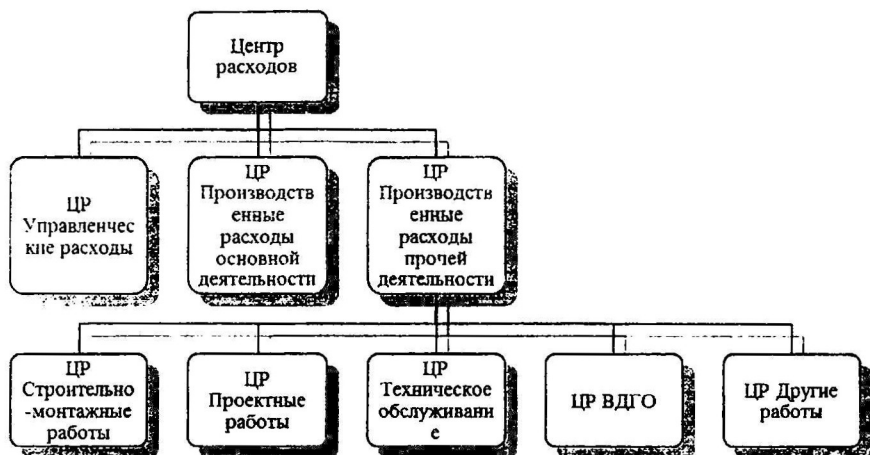 Центр
расходов
ЦР
Управленчес
кие расходы
ЦР
Производств
енные
расходы
основной
деятельности
ЦР
Производств
енные
расходы
прочей
деятельности
ЦР
Строительно
-монтажные
работы
ЦР
Проектные
работы
ЦР
Техническое
обслуживани
е
ЦР ВДГО
ЦР Другие
работы